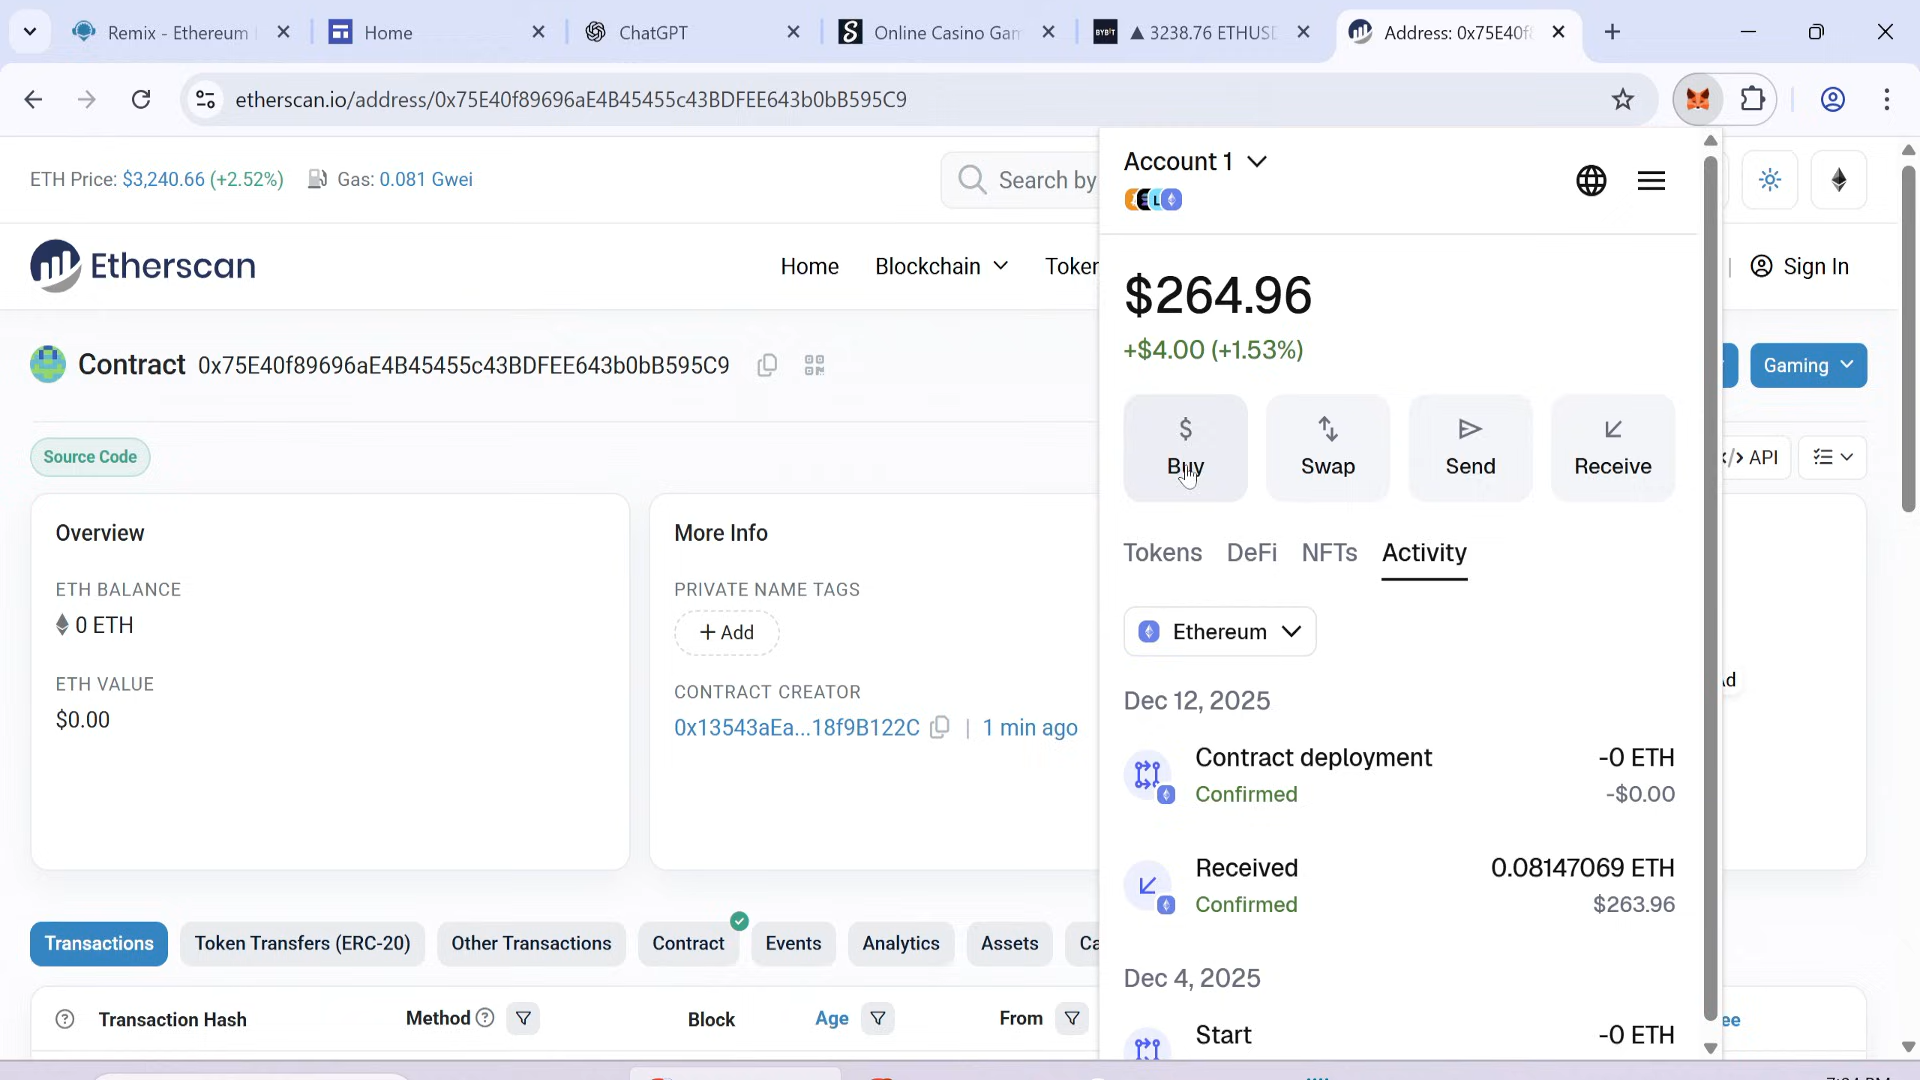 Remix - Ethereum
Home
ChatGPT
Online Casino Gam
BYBIT ▲ 3238.76 ETHUSD
Address: 0x75E40f8
etherscan.io/address/0x75E40f89696aE4B45455c43BDFEE643b0bB595C9
ETH Price: $3,240.66 (+2.52%)
Gas: 0.081 Gwei
Search by
Etherscan
Home
Blockchain
Token
Sign In
Contract 0x75E40f89696aE4B45455c43BDFEE643b0bB595C9
Gaming
Source Code
API
Overview
ETH BALANCE
0 ETH
ETH VALUE
$0.00
More Info
PRIVATE NAME TAGS
+ Add
CONTRACT CREATOR
0x13543aEa...18f9B122C | 1 min ago
Ad
Transactions
Token Transfers (ERC-20)
Other Transactions
Contract
Events
Analytics
Assets
Ca
Transaction Hash
Method
Block
Age
From
ee
Account 1
$264.96
+$4.00 (+1.53%)
$
Buy
Swap
Send
Receive
Tokens
DeFi
NFTs
Activity
Ethereum
Dec 12, 2025
Contract deployment
-0 ETH
Confirmed
-$0.00
Received
0.08147069 ETH
Confirmed
$263.96
Dec 4, 2025
Start
-0 ETH